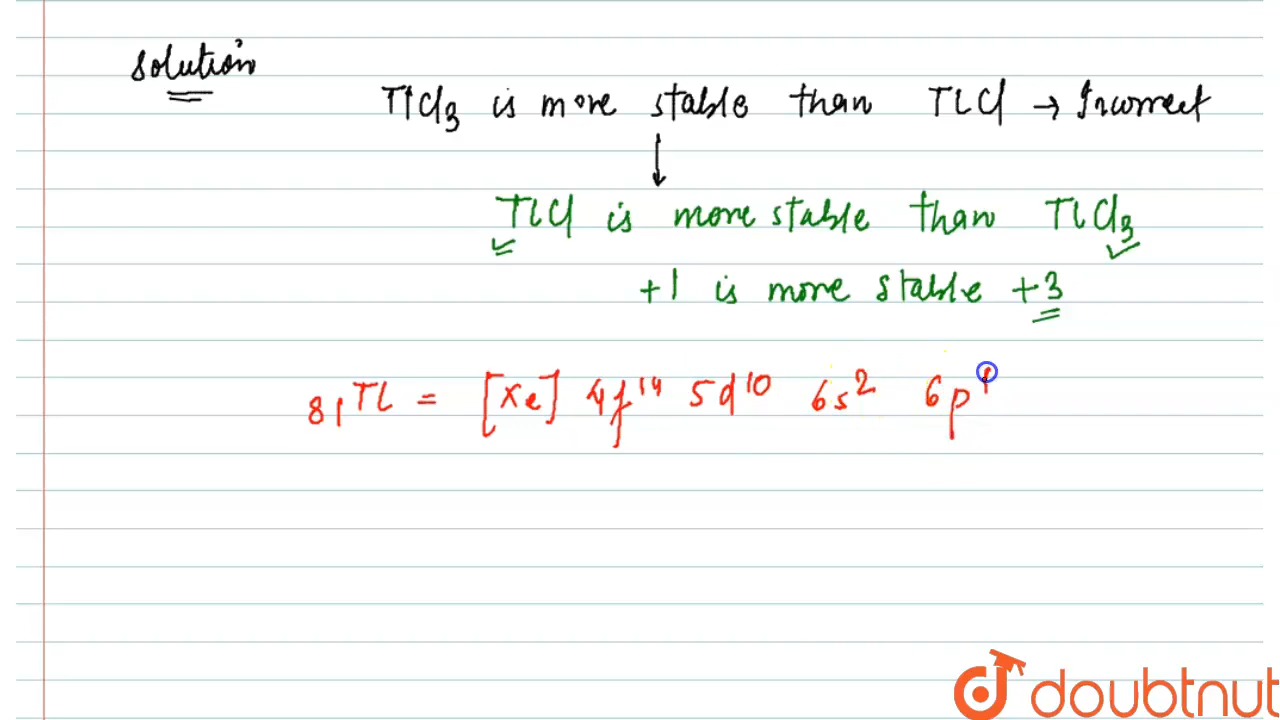 Solution
TlCl3 is more stable than TlCl → Incorrect
TlCl is more stable than TlCl3
+1 is more stable +3
81Tl = [Xe] 4f14 5d10 6s2 6p1
doubtnut